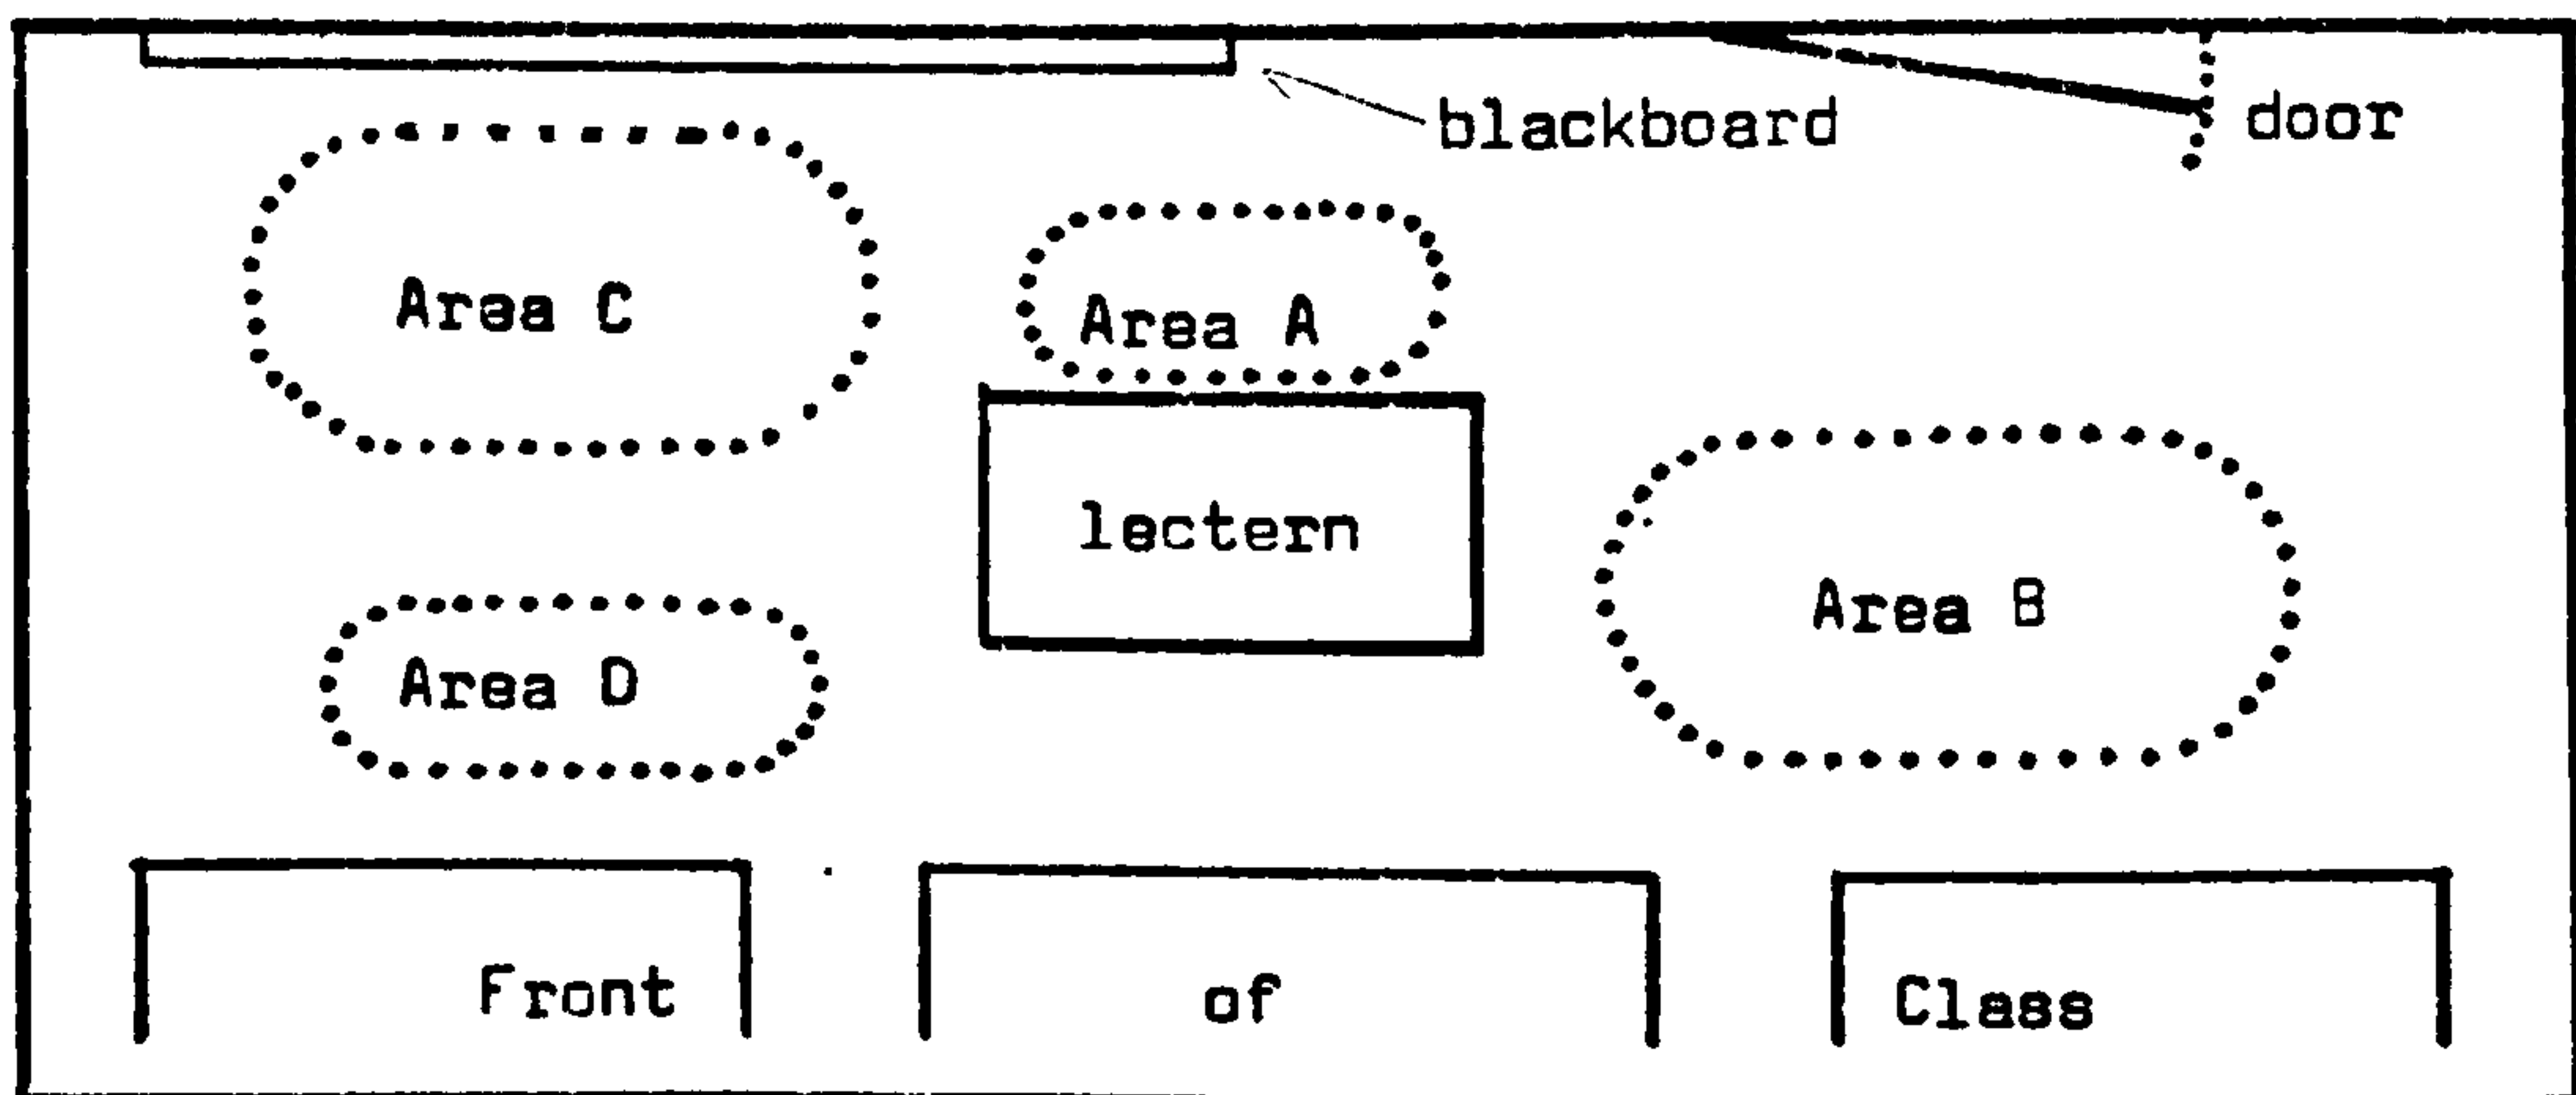 blackboard
door
Area C
Area A
lectern
Area B
Area D
Front of Class